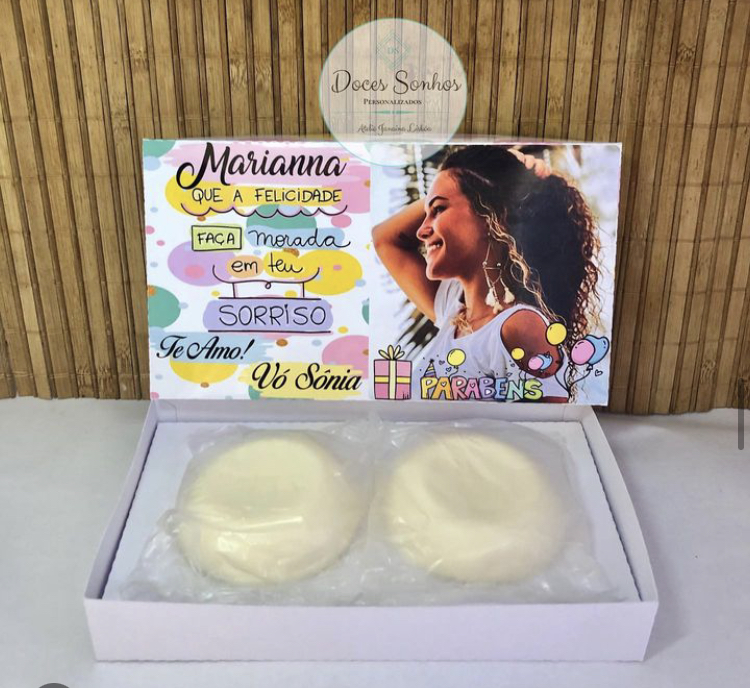 Doces Sonhos
Personalizados
Marianna
QUE A FELICIDADE
FAÇA morada
em teu
SORRISO
Te Amo!
Vó Sônia
PARABÉNS